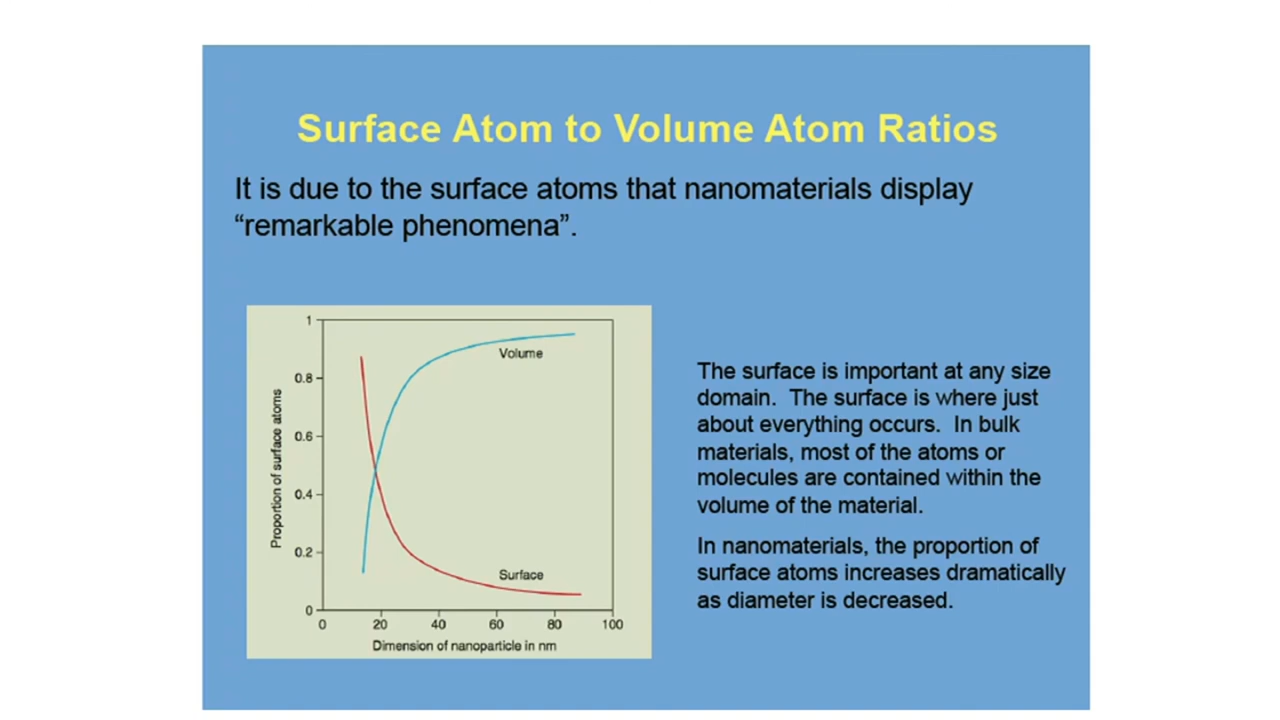 Surface Atom to Volume Atom Ratios
It is due to the surface atoms that nanomaterials display
“remarkable phenomena”.
1
0.8
0.6
0.4
0.2
0
Proportion of surface atoms
Volume
Surface
0 20 40 60 80 100
Dimension of nanoparticle in nm
The surface is important at any size
domain. The surface is where just
about everything occurs. In bulk
materials, most of the atoms or
molecules are contained within the
volume of the material.
In nanomaterials, the proportion of
surface atoms increases dramatically
as diameter is decreased.